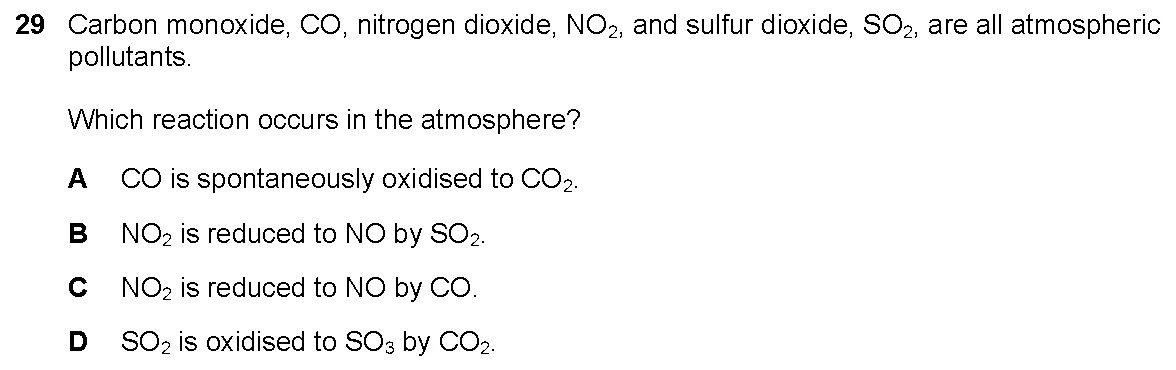 29 Carbon monoxide, CO, nitrogen dioxide, NO₂, and sulfur dioxide, SO₂, are all atmospheric
pollutants.
Which reaction occurs in the atmosphere?
A CO is spontaneously oxidised to CO₂.
B NO₂ is reduced to NO by SO₂.
C NO₂ is reduced to NO by CO.
D SO₂ is oxidised to SO₃ by CO₂.